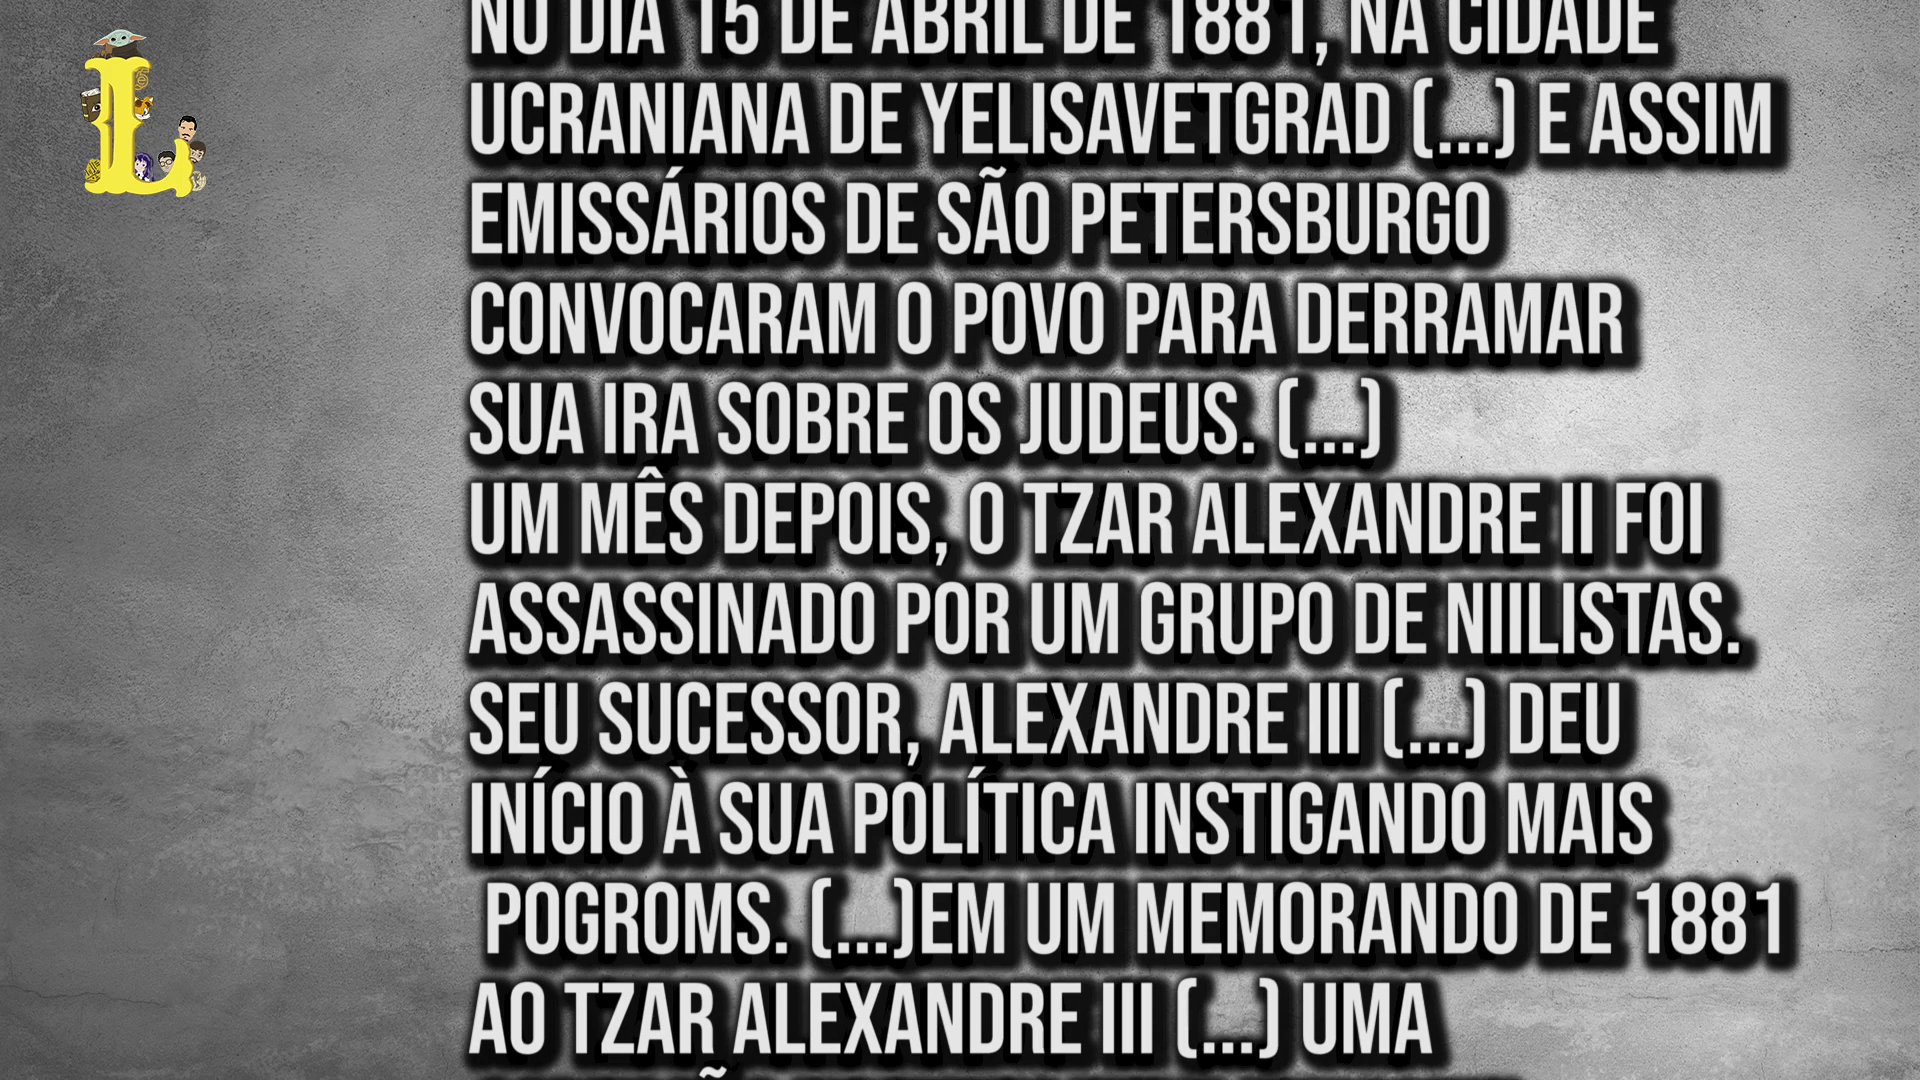 NO DIA 15 DE ABRIL DE 1881, NA CIDADE
UCRANIANA DE YELISAVETGRAD (...) E ASSIM
EMISSÁRIOS DE SÃO PETERSBURGO
CONVOCARAM O POVO PARA DERRAMAR
SUA IRA SOBRE OS JUDEUS. (...)
UM MÊS DEPOIS, O TZAR ALEXANDRE II FOI
ASSASSINADO POR UM GRUPO DE NIILISTAS.
SEU SUCESSOR, ALEXANDRE III (...) DEU
INÍCIO À SUA POLÍTICA INSTIGANDO MAIS
POGROMS. (...)EM UM MEMORANDO DE 1881
AO TZAR ALEXANDRE III (...) UMA
L